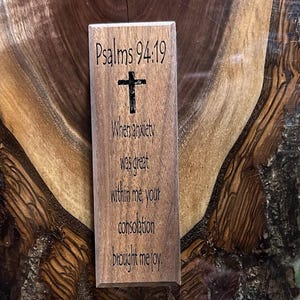 Psalms 94:19
When anxiety
was great
within me, your
consolation
brought me joy.